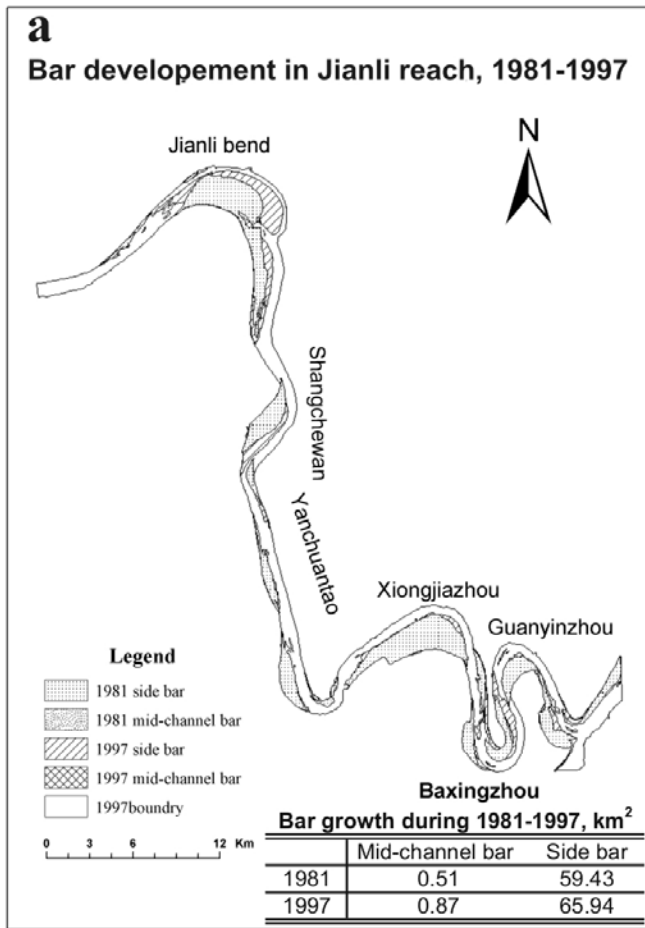 a
Bar developement in Jianli reach, 1981-1997
N
Jianli bend
Shangchewan
Yanchuantao
Xiongjiazhou
Guanyinzhou
Baxingzhou
Legend
1981 side bar
1981 mid-channel bar
1997 side bar
1997 mid-channel bar
1997boundry
0 3 6 12 Km
Bar growth during 1981-1997, km²
Mid-channel bar Side bar
1981 0.51 59.43
1997 0.87 65.94